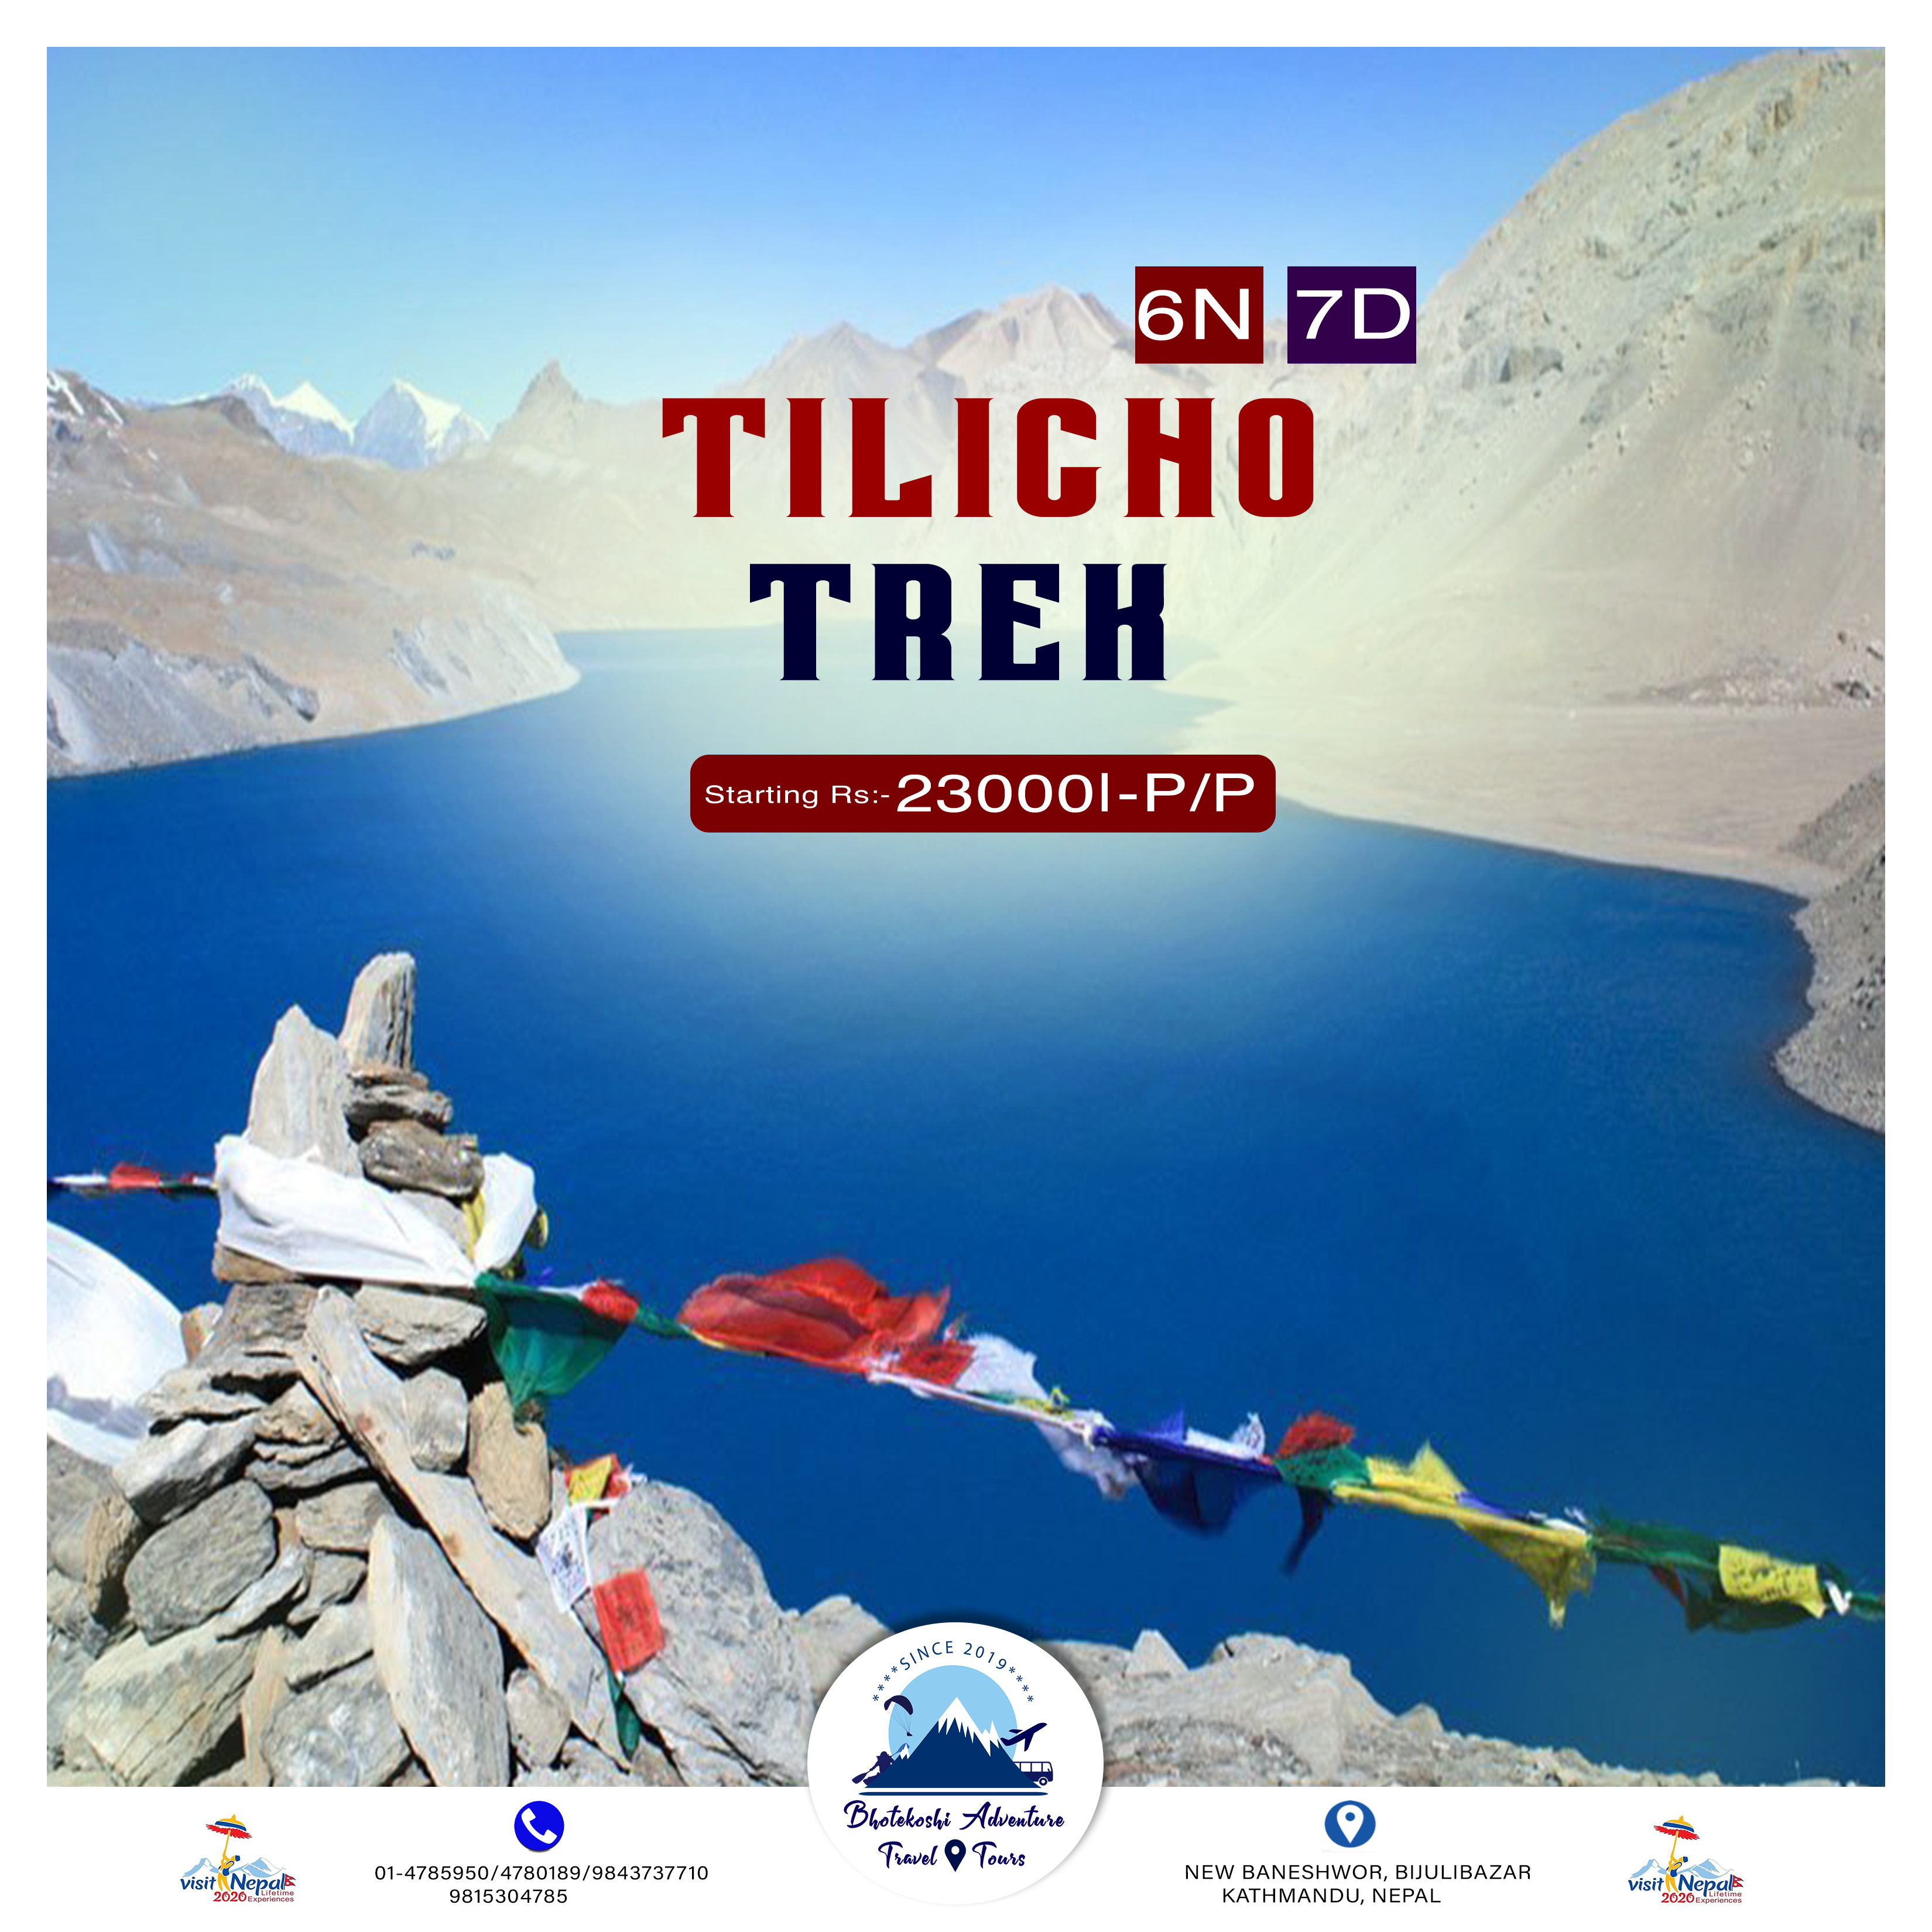 6N 7D
TILICHO
TREK
Starting Rs:- 23000l-P/P
****SINCE 2019****
Bhotekoshi Adventure
Travel Tours
visit Nepal
2020 Lifetime
Experiences
01-4785950/4780189/9843737710
9815304785
NEW BANESHWOR, BIJULIBAZAR
KATHMANDU, NEPAL
visit Nepal
2020 Lifetime
Experiences